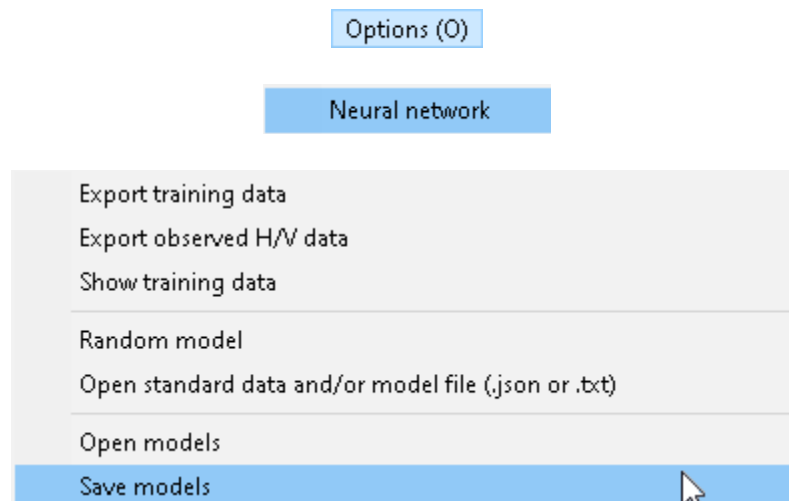 Options (O)
Neural network
Export training data
Export observed H/V data
Show training data
Random model
Open standard data and/or model file (.json or .txt)
Open models
Save models